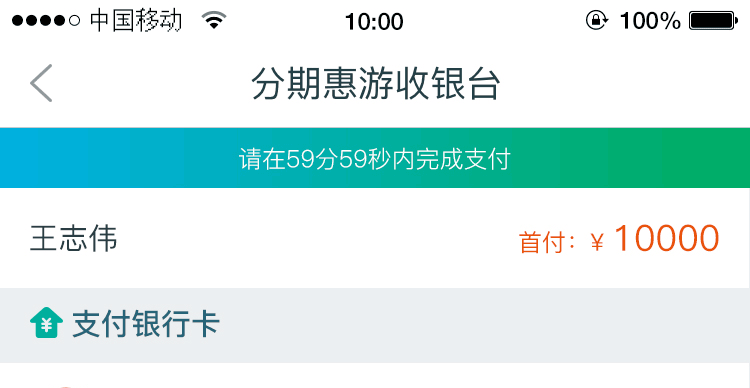 中国移动 10:00 100%
分期惠游收银台
请在59分59秒内完成支付
王志伟 首付：¥ 10000
¥ 支付银行卡